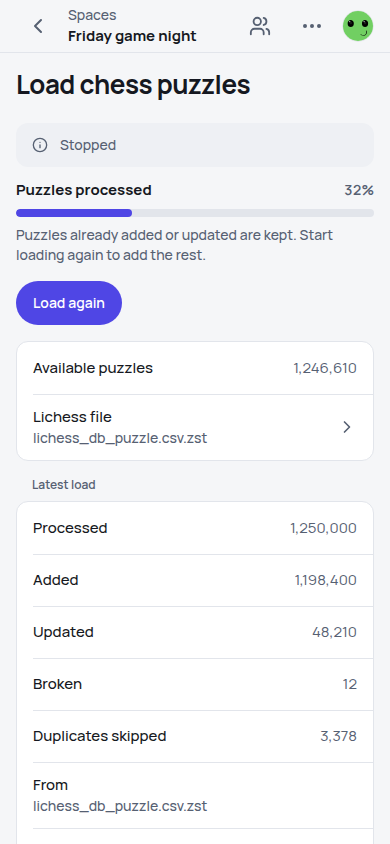 Spaces
Friday game night
Load chess puzzles
Stopped
Puzzles processed 32%
Puzzles already added or updated are kept. Start
loading again to add the rest.
Load again
Available puzzles 1,246,610
Lichess file
lichess_db_puzzle.csv.zst
Latest load
Processed 1,250,000
Added 1,198,400
Updated 48,210
Broken 12
Duplicates skipped 3,378
From
lichess_db_puzzle.csv.zst